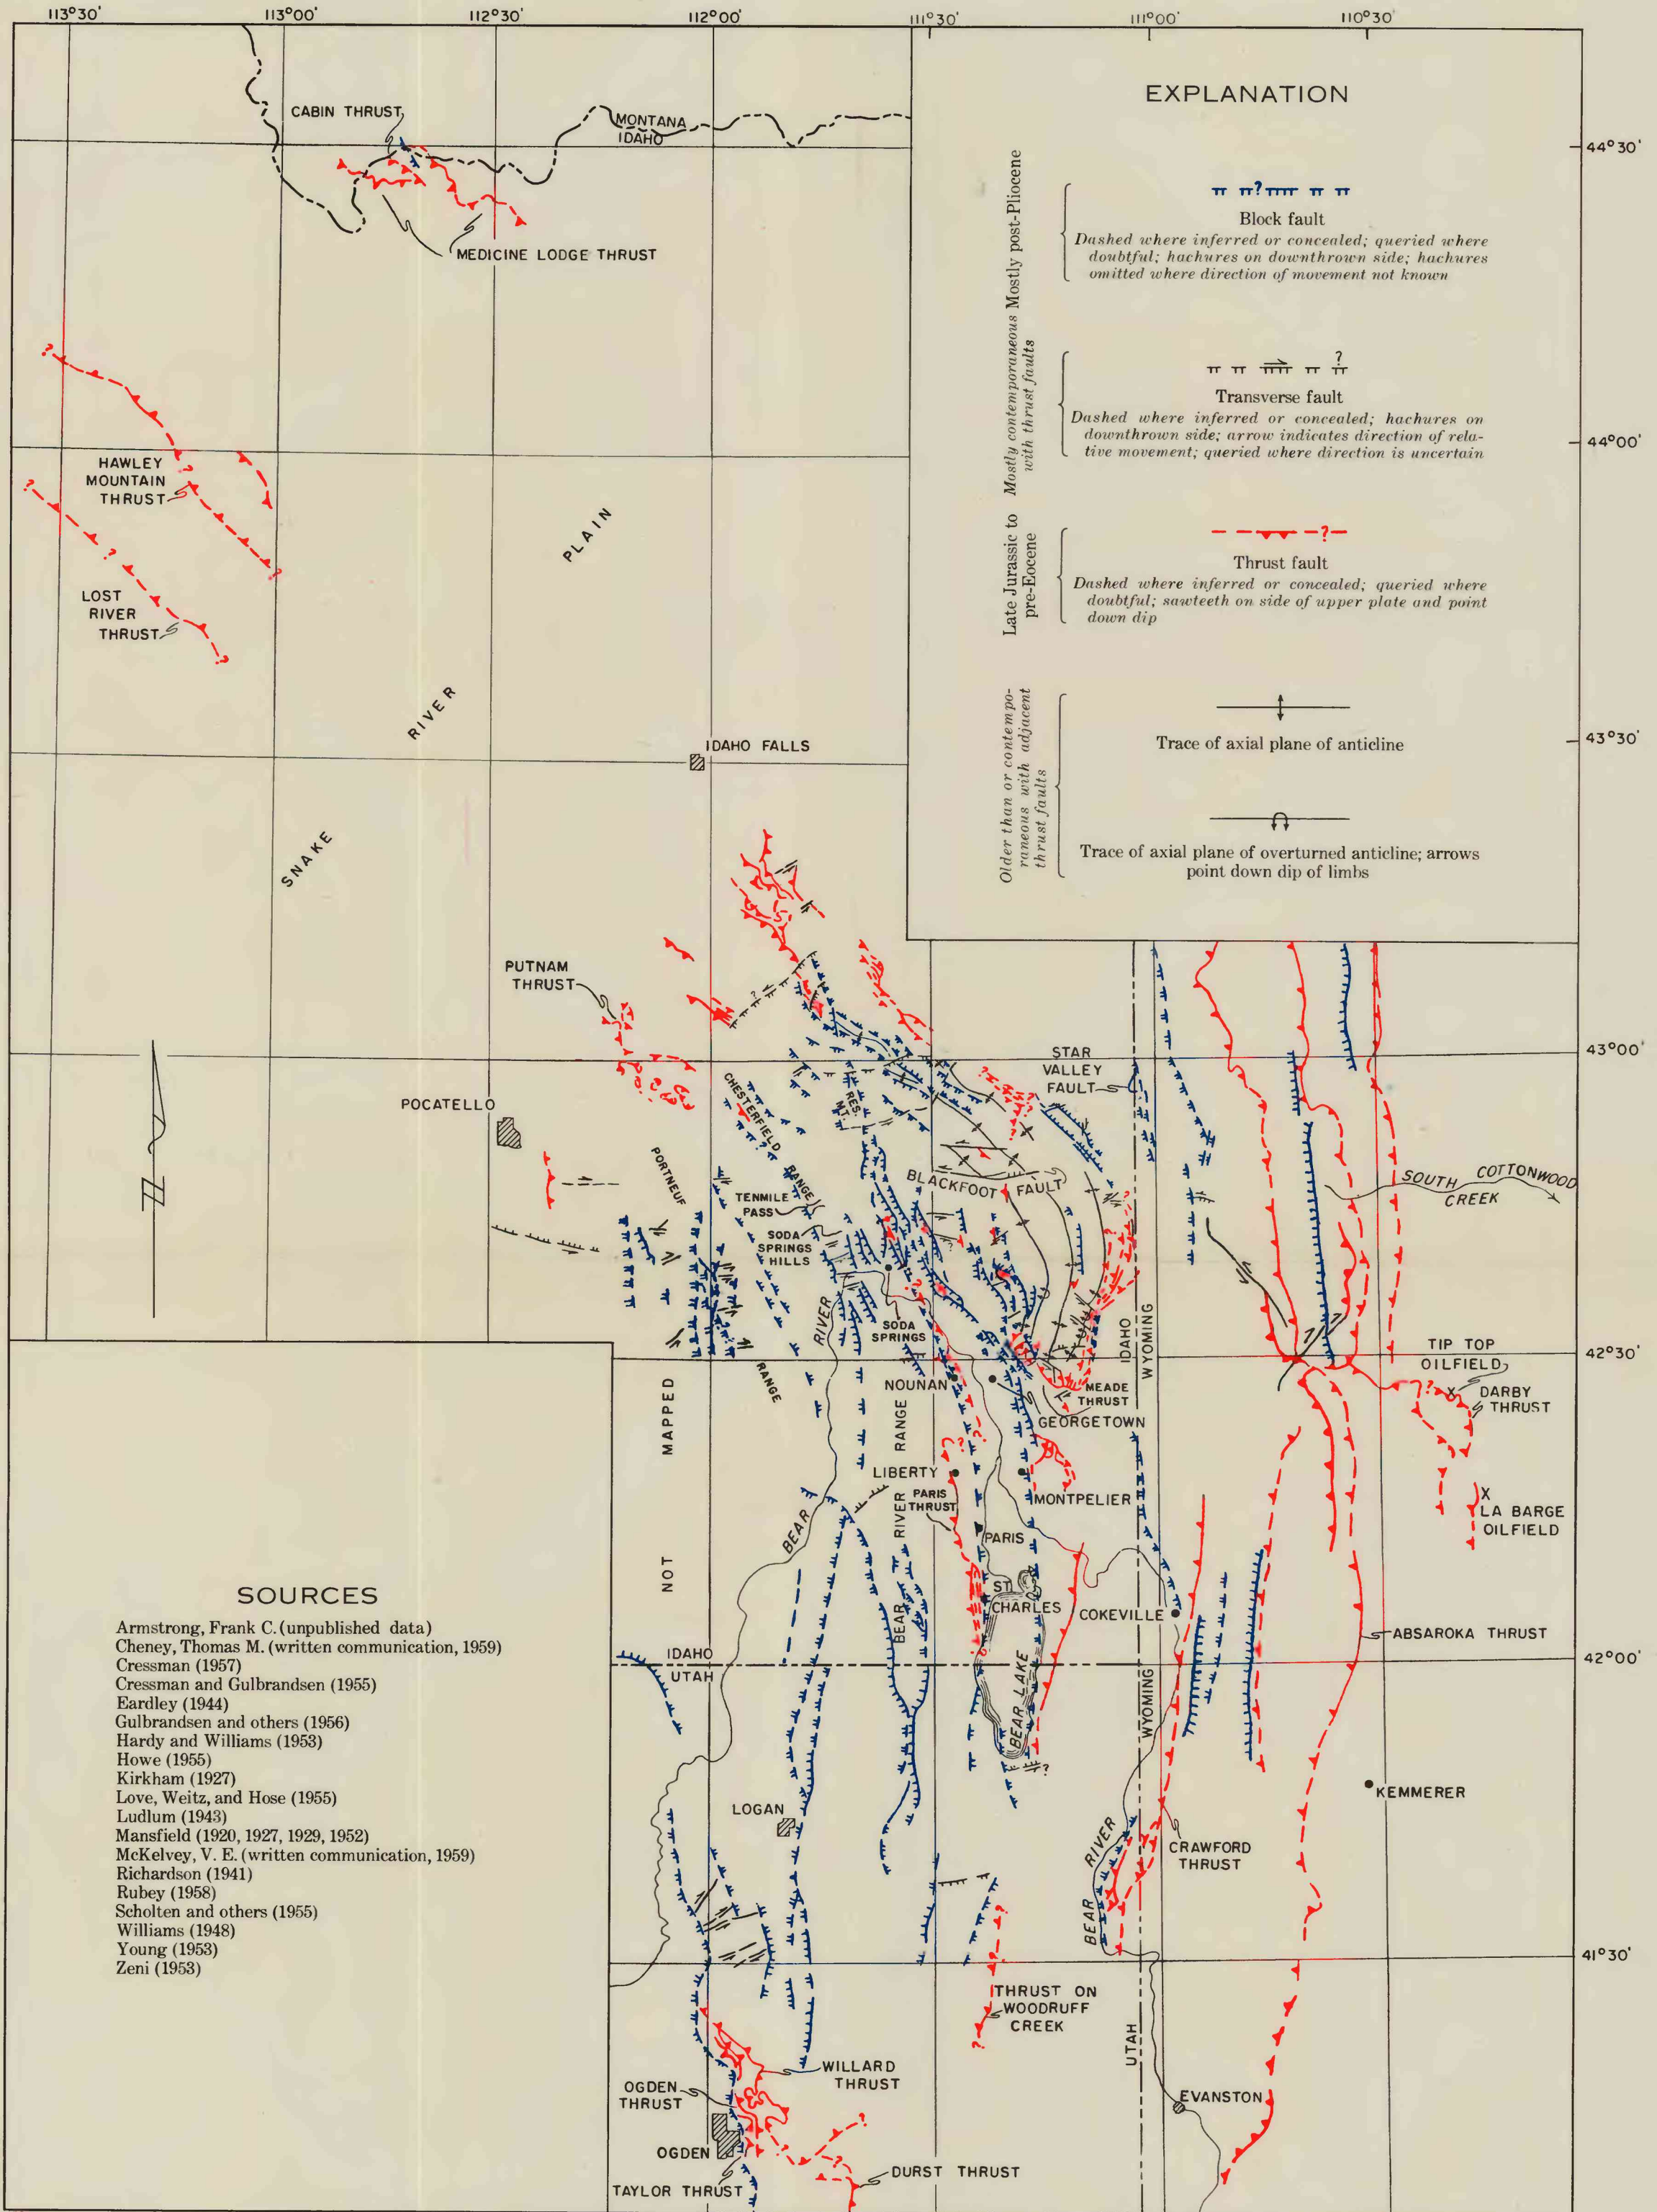 113°30'
113°00'
112°30'
112°00'
111°30'
111°00'
110°30'
EXPLANATION
Mostly post-Pliocene
Block fault
Dashed where inferred or concealed; queried where
doubtful; hachures on downthrown side; hachures
omitted where direction of movement not known
Mostly contemporaneous
with thrust faults
?
Transverse fault
Dashed where inferred or concealed; hachures on
downthrown side; arrow indicates direction of rela-
tive movement; queried where direction is uncertain
Late Jurassic to
pre-Eocene
?
Thrust fault
Dashed where inferred or concealed; queried where
doubtful; sawteeth on side of upper plate and point
down dip
Older than or contempo-
raneous with adjacent
thrust faults
Trace of axial plane of anticline
Trace of axial plane of overturned anticline; arrows
point down dip of limbs
44°30'
44°00'
43°30'
43°00'
42°30'
42°00'
41°30'
CABIN THRUST
MONTANA
IDAHO
MEDICINE LODGE THRUST
HAWLEY
MOUNTAIN
THRUST
LOST
RIVER
THRUST
SNAKE
RIVER
PLAIN
IDAHO FALLS
PUTNAM
THRUST
POCATELLO
STAR
VALLEY
FAULT
CHESTERFIELD
RANGE
RES.
MT.
PORTNEUF
RANGE
TENMILE
PASS
SODA
SPRINGS
HILLS
BLACKFOOT FAULT
SOUTH COTTONWOOD
CREEK
RIVER
SODA
SPRINGS
IDAHO
WYOMING
TIP TOP
OILFIELD
DARBY
THRUST
NOUNAN
MEADE
THRUST
GEORGETOWN
NOT MAPPED
BEAR RIVER RANGE
LIBERTY
PARIS
THRUST
MONTPELIER
LA BARGE
OILFIELD
BEAR
PARIS
ST.
CHARLES
COKEVILLE
ABSAROKA THRUST
IDAHO
UTAH
BEAR LAKE
WYOMING
KEMMERER
LOGAN
CRAWFORD
THRUST
BEAR RIVER
THRUST ON
WOODRUFF
CREEK
UTAH
WILLARD
THRUST
OGDEN
THRUST
EVANSTON
OGDEN
DURST THRUST
TAYLOR THRUST
SOURCES
Armstrong, Frank C. (unpublished data)
Cheney, Thomas M. (written communication, 1959)
Cressman (1957)
Cressman and Gulbrandsen (1955)
Eardley (1944)
Gulbrandsen and others (1956)
Hardy and Williams (1953)
Howe (1955)
Kirkham (1927)
Love, Weitz, and Hose (1955)
Ludlum (1943)
Mansfield (1920, 1927, 1929, 1952)
McKelvey, V. E. (written communication, 1959)
Richardson (1941)
Rubey (1958)
Scholten and others (1955)
Williams (1948)
Young (1953)
Zeni (1953)